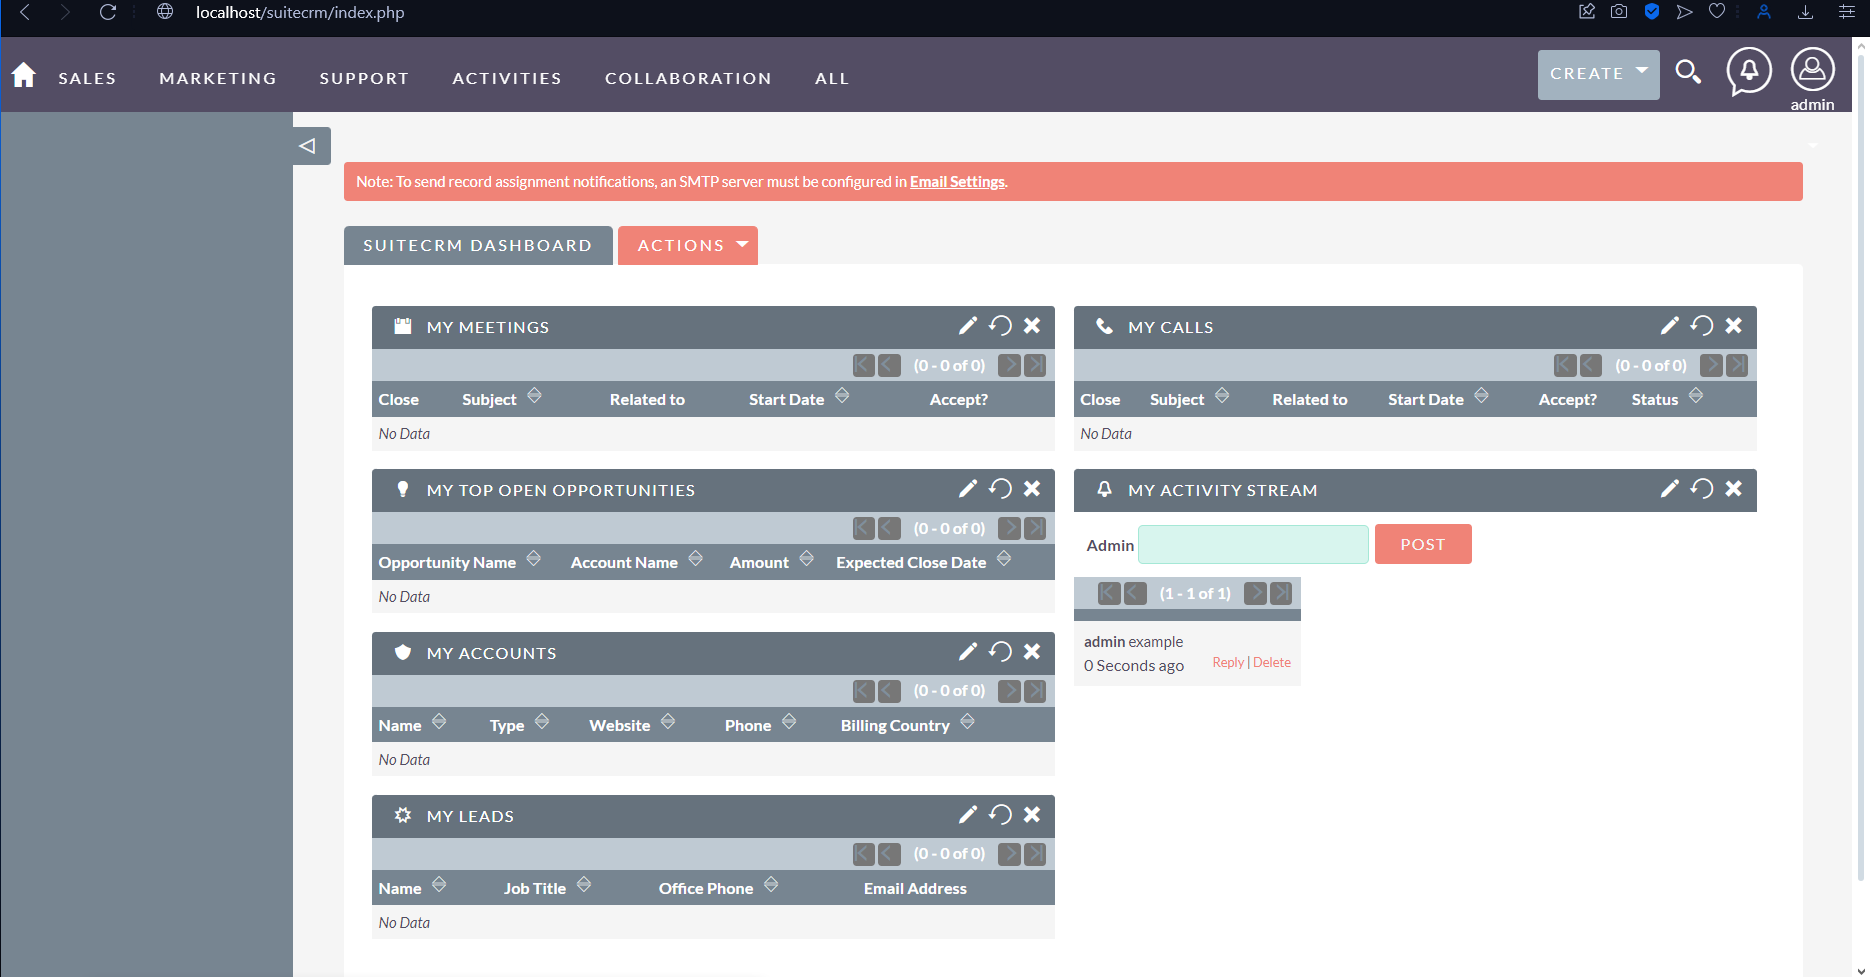 localhost/suitecrm/index.php
SALES MARKETING SUPPORT ACTIVITIES COLLABORATION ALL CREATE
admin
Note: To send record assignment notifications, an SMTP server must be configured in Email Settings.
SUITECRM DASHBOARD ACTIONS
MY MEETINGS
(0 - 0 of 0)
Close Subject Related to Start Date Accept?
No Data
MY TOP OPEN OPPORTUNITIES
(0 - 0 of 0)
Opportunity Name Account Name Amount Expected Close Date
No Data
MY ACCOUNTS
(0 - 0 of 0)
Name Type Website Phone Billing Country
No Data
MY LEADS
(0 - 0 of 0)
Name Job Title Office Phone Email Address
No Data
MY CALLS
(0 - 0 of 0)
Close Subject Related to Start Date Accept? Status
No Data
MY ACTIVITY STREAM
Admin POST
(1 - 1 of 1)
admin example
0 Seconds ago Reply | Delete